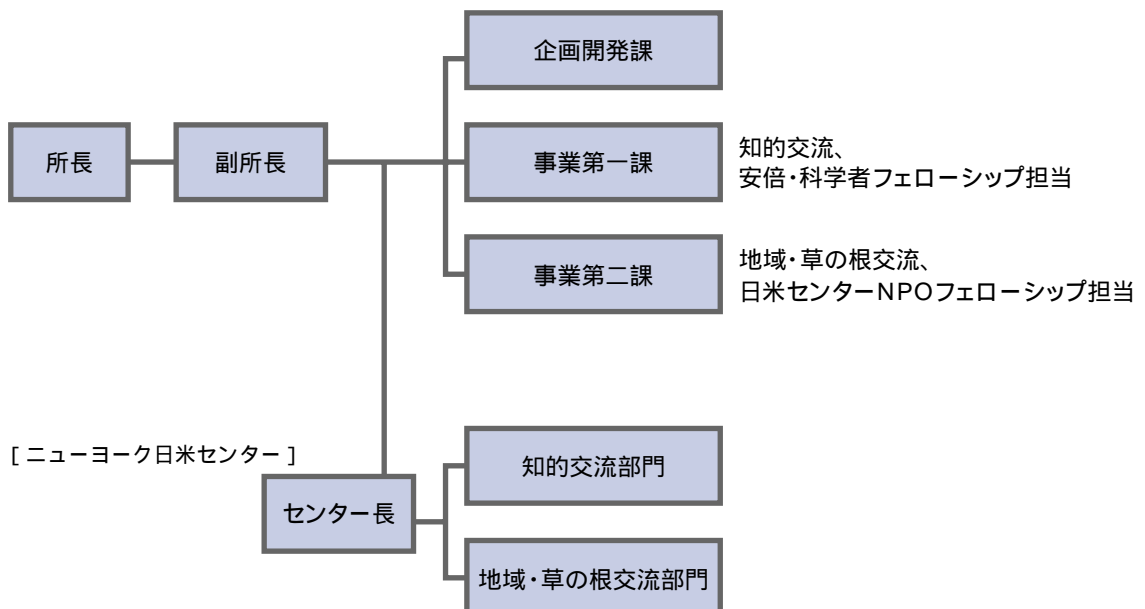 企画開発課
所長
副所長
事業第一課
知的交流、
安倍・科学者フェローシップ担当
事業第二課
地域・草の根交流、
日米センターNPOフェローシップ担当
[ ニューヨーク日米センター ]
センター長
知的交流部門
地域・草の根交流部門